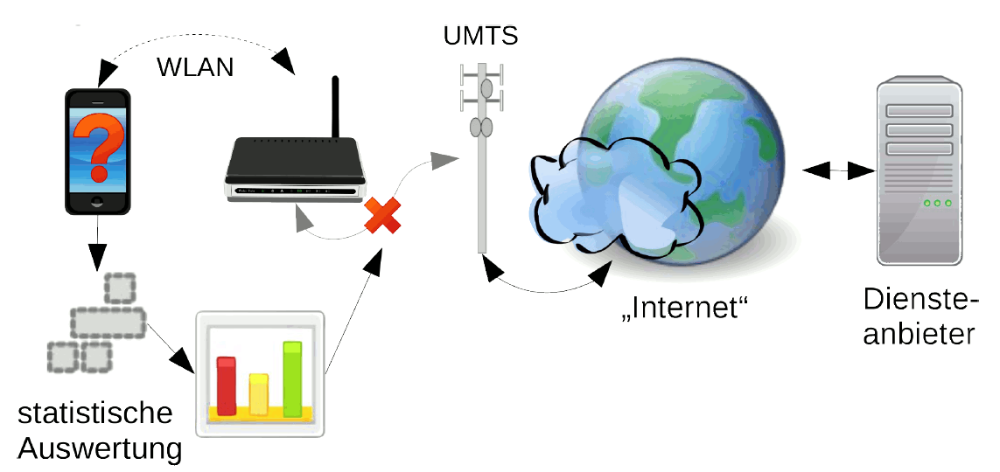 UMTS
WLAN
„Internet“
Dienste-
anbieter
statistische
Auswertung